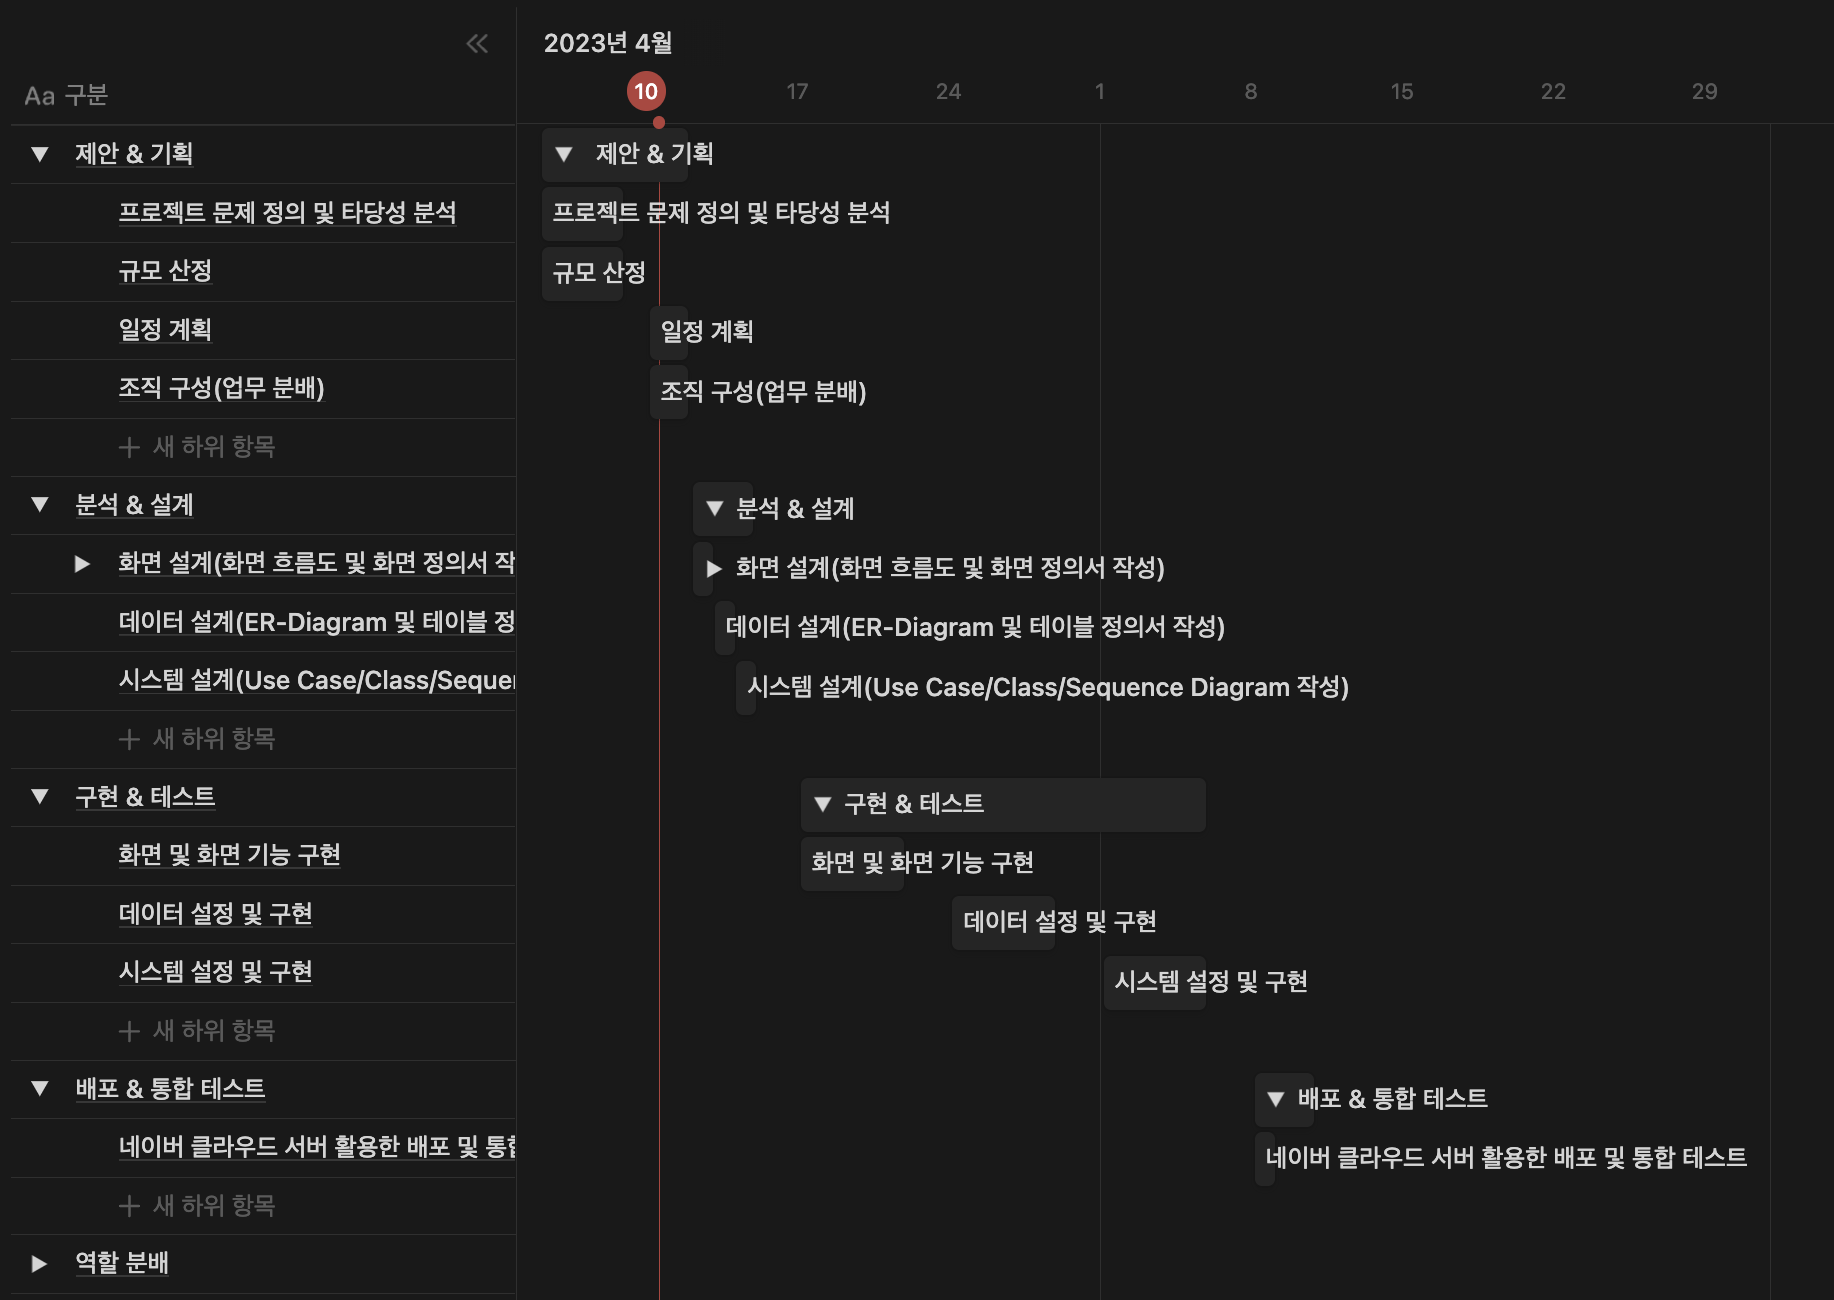 2023년 4월
Aa 구분
10 17 24 1 8 15 22 29
제안 & 기획
제안 & 기획
프로젝트 문제 정의 및 타당성 분석
프로젝트 문제 정의 및 타당성 분석
규모 산정
규모 산정
일정 계획
일정 계획
조직 구성(업무 분배)
조직 구성(업무 분배)
+ 새 하위 항목
분석 & 설계
분석 & 설계
화면 설계(화면 흐름도 및 화면 정의서 작
화면 설계(화면 흐름도 및 화면 정의서 작성)
데이터 설계(ER-Diagram 및 테이블 정
데이터 설계(ER-Diagram 및 테이블 정의서 작성)
시스템 설계(Use Case/Class/Sequen
시스템 설계(Use Case/Class/Sequence Diagram 작성)
+ 새 하위 항목
구현 & 테스트
구현 & 테스트
화면 및 화면 기능 구현
화면 및 화면 기능 구현
데이터 설정 및 구현
데이터 설정 및 구현
시스템 설정 및 구현
시스템 설정 및 구현
+ 새 하위 항목
배포 & 통합 테스트
배포 & 통합 테스트
네이버 클라우드 서버 활용한 배포 및 통합
네이버 클라우드 서버 활용한 배포 및 통합 테스트
+ 새 하위 항목
역할 분배